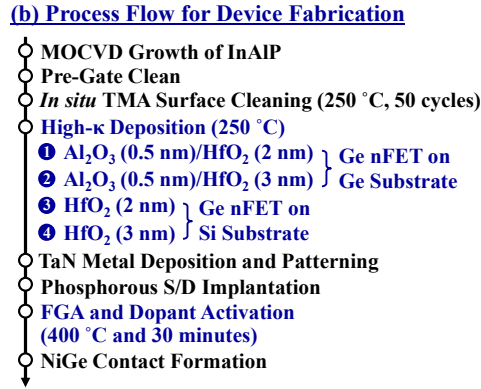 (b) Process Flow for Device Fabrication
MOCVD Growth of InAlP
Pre-Gate Clean
In situ TMA Surface Cleaning (250 ˚C, 50 cycles)
High-κ Deposition (250 ˚C)
❶ Al₂O₃ (0.5 nm)/HfO₂ (2 nm) Ge nFET on
❷ Al₂O₃ (0.5 nm)/HfO₂ (3 nm) Ge Substrate
❸ HfO₂ (2 nm) Ge nFET on
❹ HfO₂ (3 nm) Si Substrate
TaN Metal Deposition and Patterning
Phosphorous S/D Implantation
FGA and Dopant Activation
(400 ˚C and 30 minutes)
NiGe Contact Formation